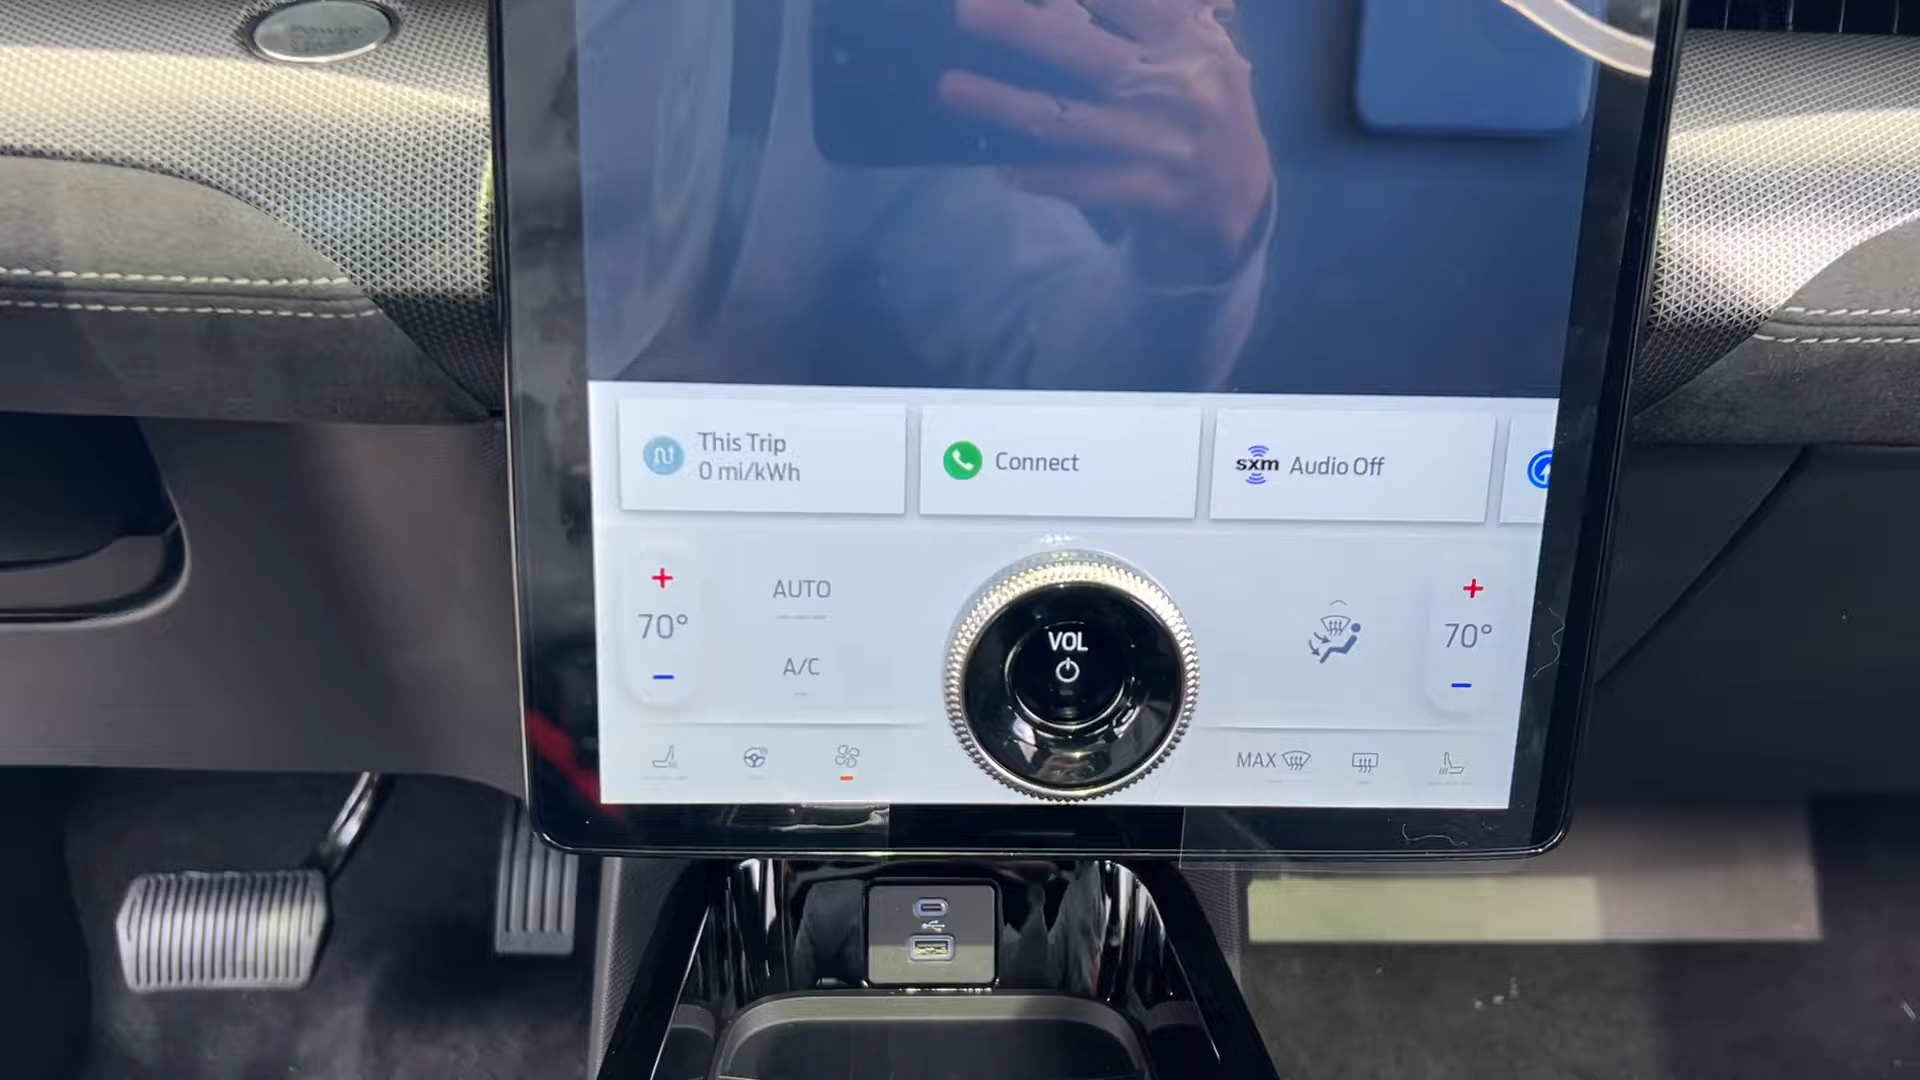 This Trip
0 mi/kWh
Connect
sxm
Audio Off
+
70°
−
AUTO
A/C
VOL
+
70°
−
MAX